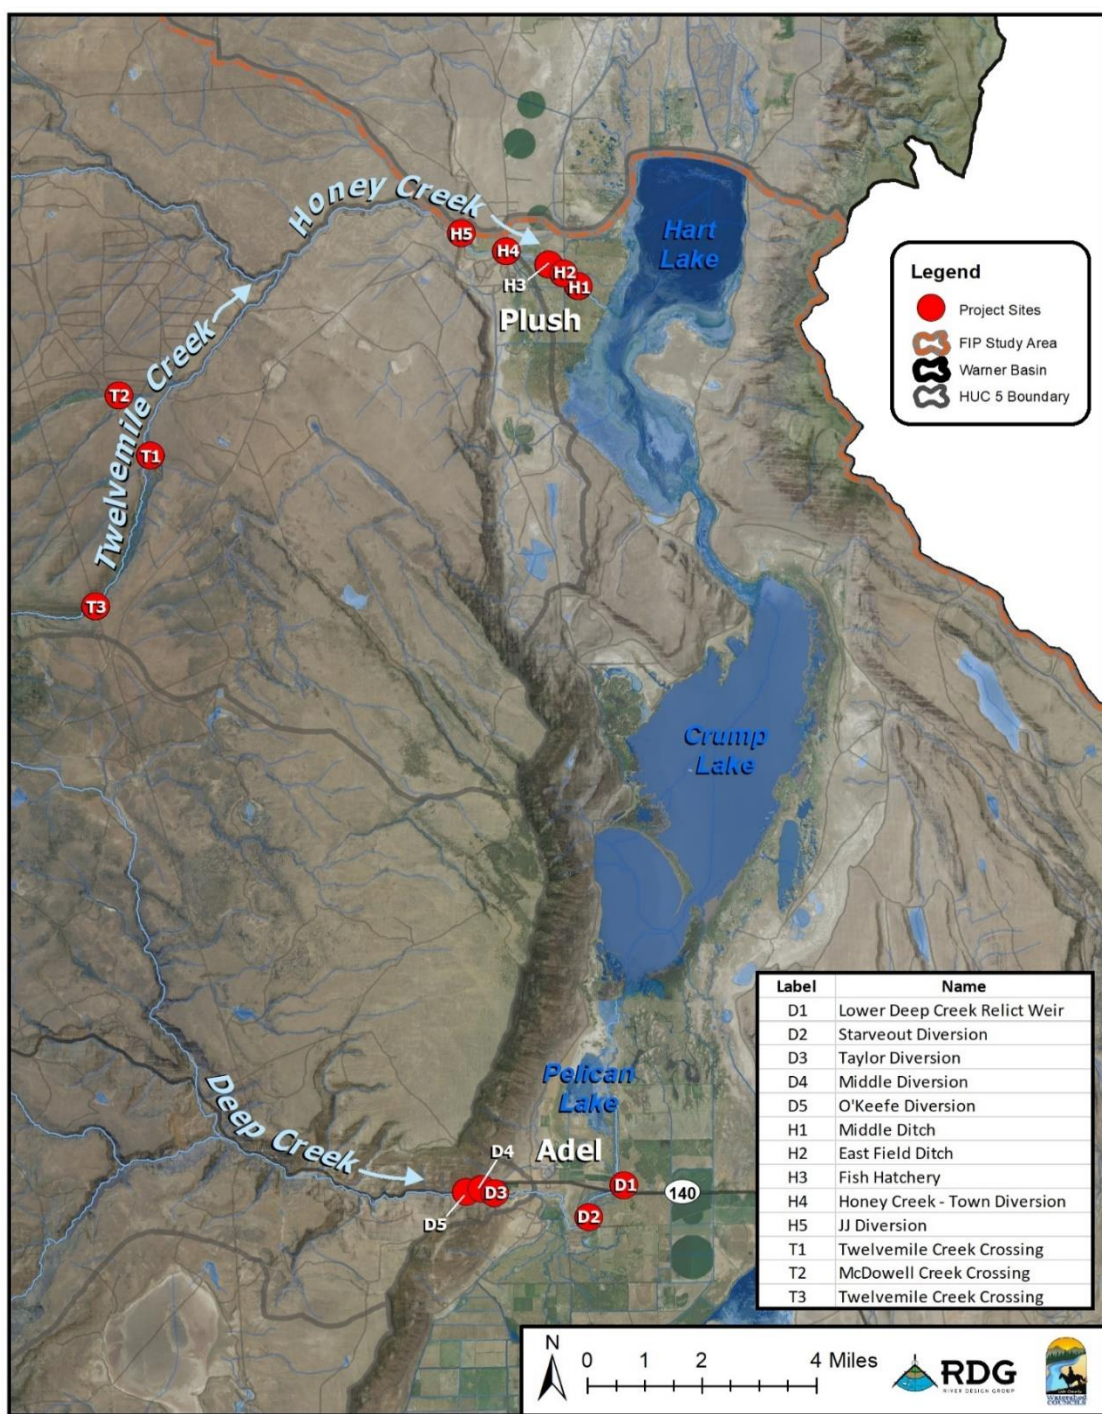 Honey Creek
H5
H4
H3
H2
H1
Plush
Hart
Lake
Legend
Project Sites
FIP Study Area
Warner Basin
HUC 5 Boundary
Twelvemile Creek
T2
T1
T3
Crump
Lake
Deep Creek
Pelican
Lake
Adel
D4
D5
D3
D2
D1
140
Label Name
D1 Lower Deep Creek Relict Weir
D2 Starveout Diversion
D3 Taylor Diversion
D4 Middle Diversion
D5 O'Keefe Diversion
H1 Middle Ditch
H2 East Field Ditch
H3 Fish Hatchery
H4 Honey Creek - Town Diversion
H5 JJ Diversion
T1 Twelvemile Creek Crossing
T2 McDowell Creek Crossing
T3 Twelvemile Creek Crossing
N
0 1 2 4 Miles
RDG
RIVER DESIGN GROUP
Watershed
COUNCILS